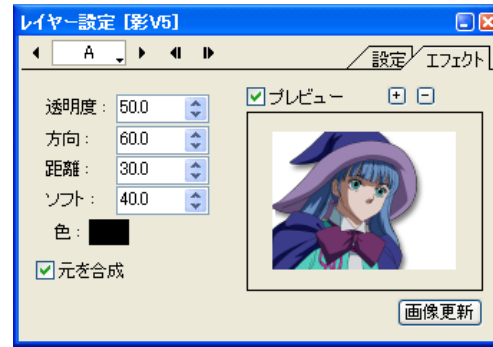 レイヤー設定 [影V5]
A
設定 エフェクト
透明度： 50.0
方向： 60.0
距離： 30.0
ソフト： 40.0
色：
元を合成
プレビュー
画像更新